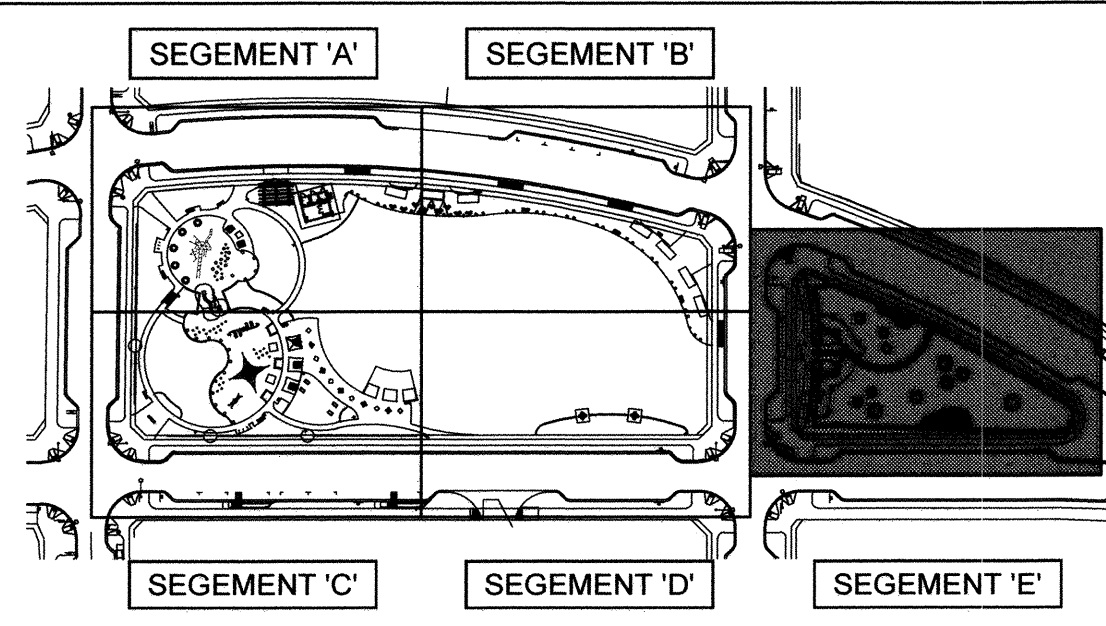 SEGEMENT 'A'
SEGEMENT 'B'
SEGEMENT 'C'
SEGEMENT 'D'
SEGEMENT 'E'